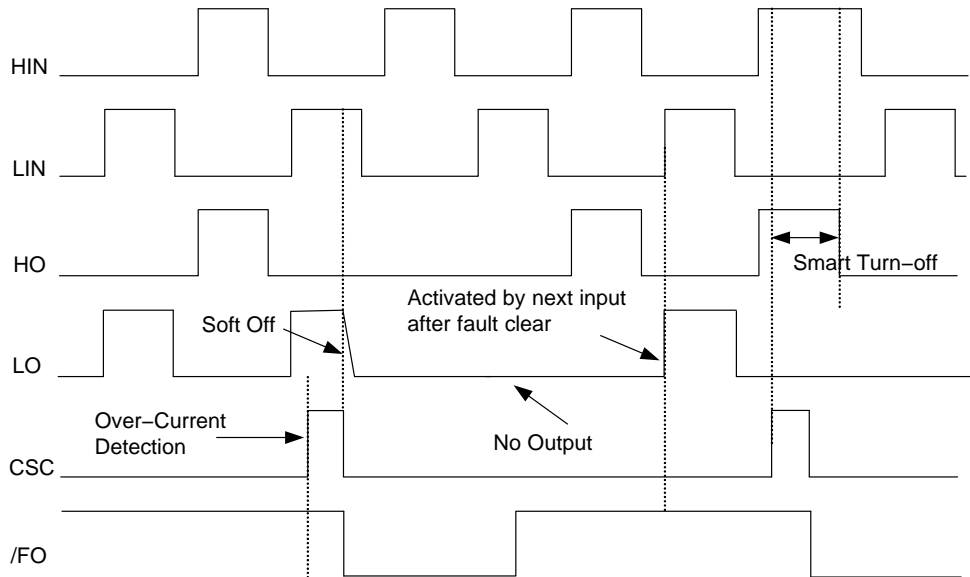 HIN
LIN
HO
Smart Turn−off
Activated by next input
after fault clear
Soft Off
LO
Over−Current
Detection
No Output
CSC
/FO